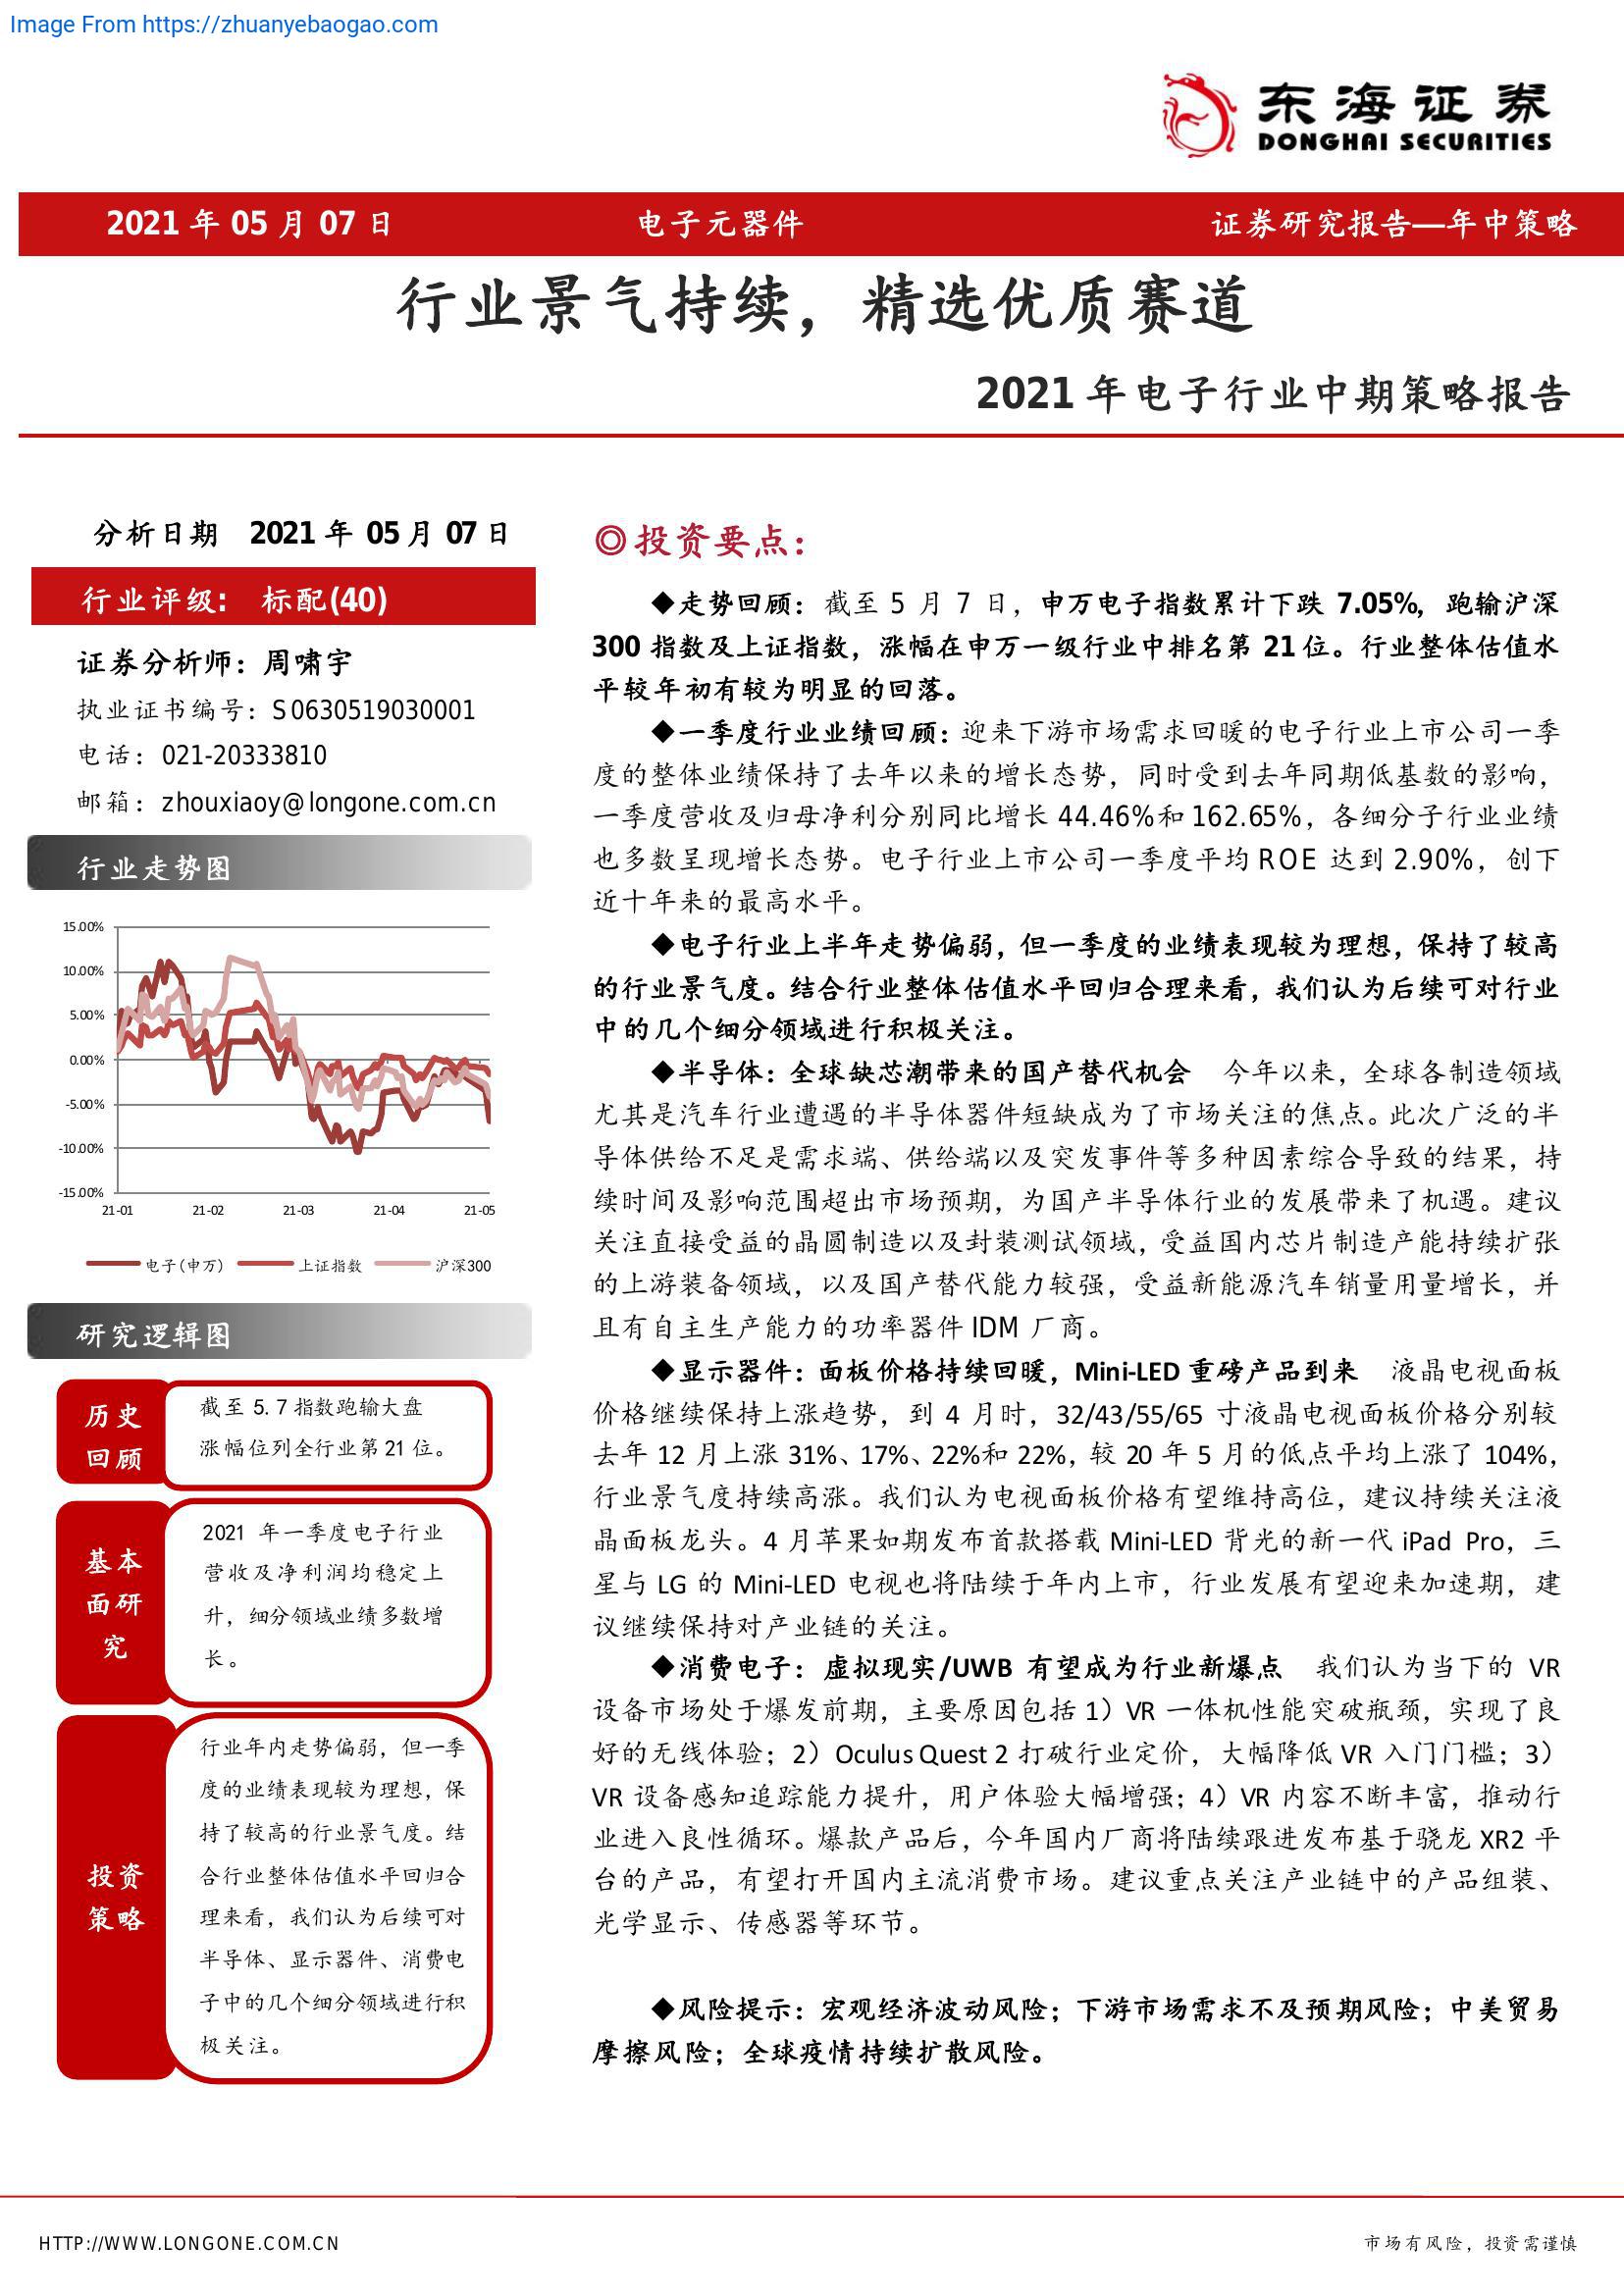 Image From https://zhuanyebaogao.com
东海证券
DONGHAI SECURITIES
2021 年 05 月 07 日
电子元器件
证券研究报告—年中策略
行业景气持续，精选优质赛道
2021 年电子行业中期策略报告
分析日期 2021 年 05 月 07 日
行业评级: 标配(40)
证券分析师：周啸宇
执业证书编号：S0630519030001
电话：021-20333810
邮箱：zhouxiaoy@longone.com.cn
行业走势图
15.00%
10.00%
5.00%
0.00%
-5.00%
-10.00%
-15.00%
21-01 21-02 21-03 21-04 21-05
电子(申万) 上证指数 沪深300
研究逻辑图
历史
回顾
截至 5.7 指数跑输大盘
涨幅位列全行业第 21 位。
基本
面研
究
2021 年一季度电子行业
营收及净利润均稳定上
升，细分领域业绩多数增
长。
投资
策略
行业年内走势偏弱，但一季
度的业绩表现较为理想，保
持了较高的行业景气度。结
合行业整体估值水平回归合
理来看，我们认为后续可对
半导体、显示器件、消费电
子中的几个细分领域进行积
极关注。
◎投资要点：
◆走势回顾：截至 5 月 7 日，申万电子指数累计下跌 7.05%，跑输沪深
300 指数及上证指数，涨幅在申万一级行业中排名第 21 位。行业整体估值水
平较年初有较为明显的回落。
◆一季度行业业绩回顾：迎来下游市场需求回暖的电子行业上市公司一季
度的整体业绩保持了去年以来的增长态势，同时受到去年同期低基数的影响，
一季度营收及归母净利分别同比增长 44.46%和 162.65%，各细分子行业业绩
也多数呈现增长态势。电子行业上市公司一季度平均 ROE 达到 2.90%，创下
近十年来的最高水平。
◆电子行业上半年走势偏弱，但一季度的业绩表现较为理想，保持了较高
的行业景气度。结合行业整体估值水平回归合理来看，我们认为后续可对行业
中的几个细分领域进行积极关注。
◆半导体：全球缺芯潮带来的国产替代机会 今年以来，全球各制造领域
尤其是汽车行业遭遇的半导体器件短缺成为了市场关注的焦点。此次广泛的半
导体供给不足是需求端、供给端以及突发事件等多种因素综合导致的结果，持
续时间及影响范围超出市场预期，为国产半导体行业的发展带来了机遇。建议
关注直接受益的晶圆制造以及封装测试领域，受益国内芯片制造产能持续扩张
的上游装备领域，以及国产替代能力较强，受益新能源汽车销量用量增长，并
且有自主生产能力的功率器件 IDM 厂商。
◆显示器件：面板价格持续回暖，Mini-LED 重磅产品到来 液晶电视面板
价格继续保持上涨趋势，到 4 月时，32/43/55/65 寸液晶电视面板价格分别较
去年 12 月上涨 31%、17%、22%和 22%，较 20 年 5 月的低点平均上涨了 104%，
行业景气度持续高涨。我们认为电视面板价格有望维持高位，建议持续关注液
晶面板龙头。4 月苹果如期发布首款搭载 Mini-LED 背光的新一代 iPad Pro，三
星与 LG 的 Mini-LED 电视也将陆续于年内上市，行业发展有望迎来加速期，建
议继续保持对产业链的关注。
◆消费电子：虚拟现实/UWB 有望成为行业新爆点 我们认为当下的 VR
设备市场处于爆发前期，主要原因包括 1）VR 一体机性能突破瓶颈，实现了良
好的无线体验；2）Oculus Quest 2 打破行业定价，大幅降低 VR 入门门槛；3）
VR 设备感知追踪能力提升，用户体验大幅增强；4）VR 内容不断丰富，推动行
业进入良性循环。爆款产品后，今年国内厂商将陆续跟进发布基于骁龙 XR2 平
台的产品，有望打开国内主流消费市场。建议重点关注产业链中的产品组装、
光学显示、传感器等环节。
◆风险提示：宏观经济波动风险；下游市场需求不及预期风险；中美贸易
摩擦风险；全球疫情持续扩散风险。
HTTP://WWW.LONGONE.COM.CN
市场有风险，投资需谨慎